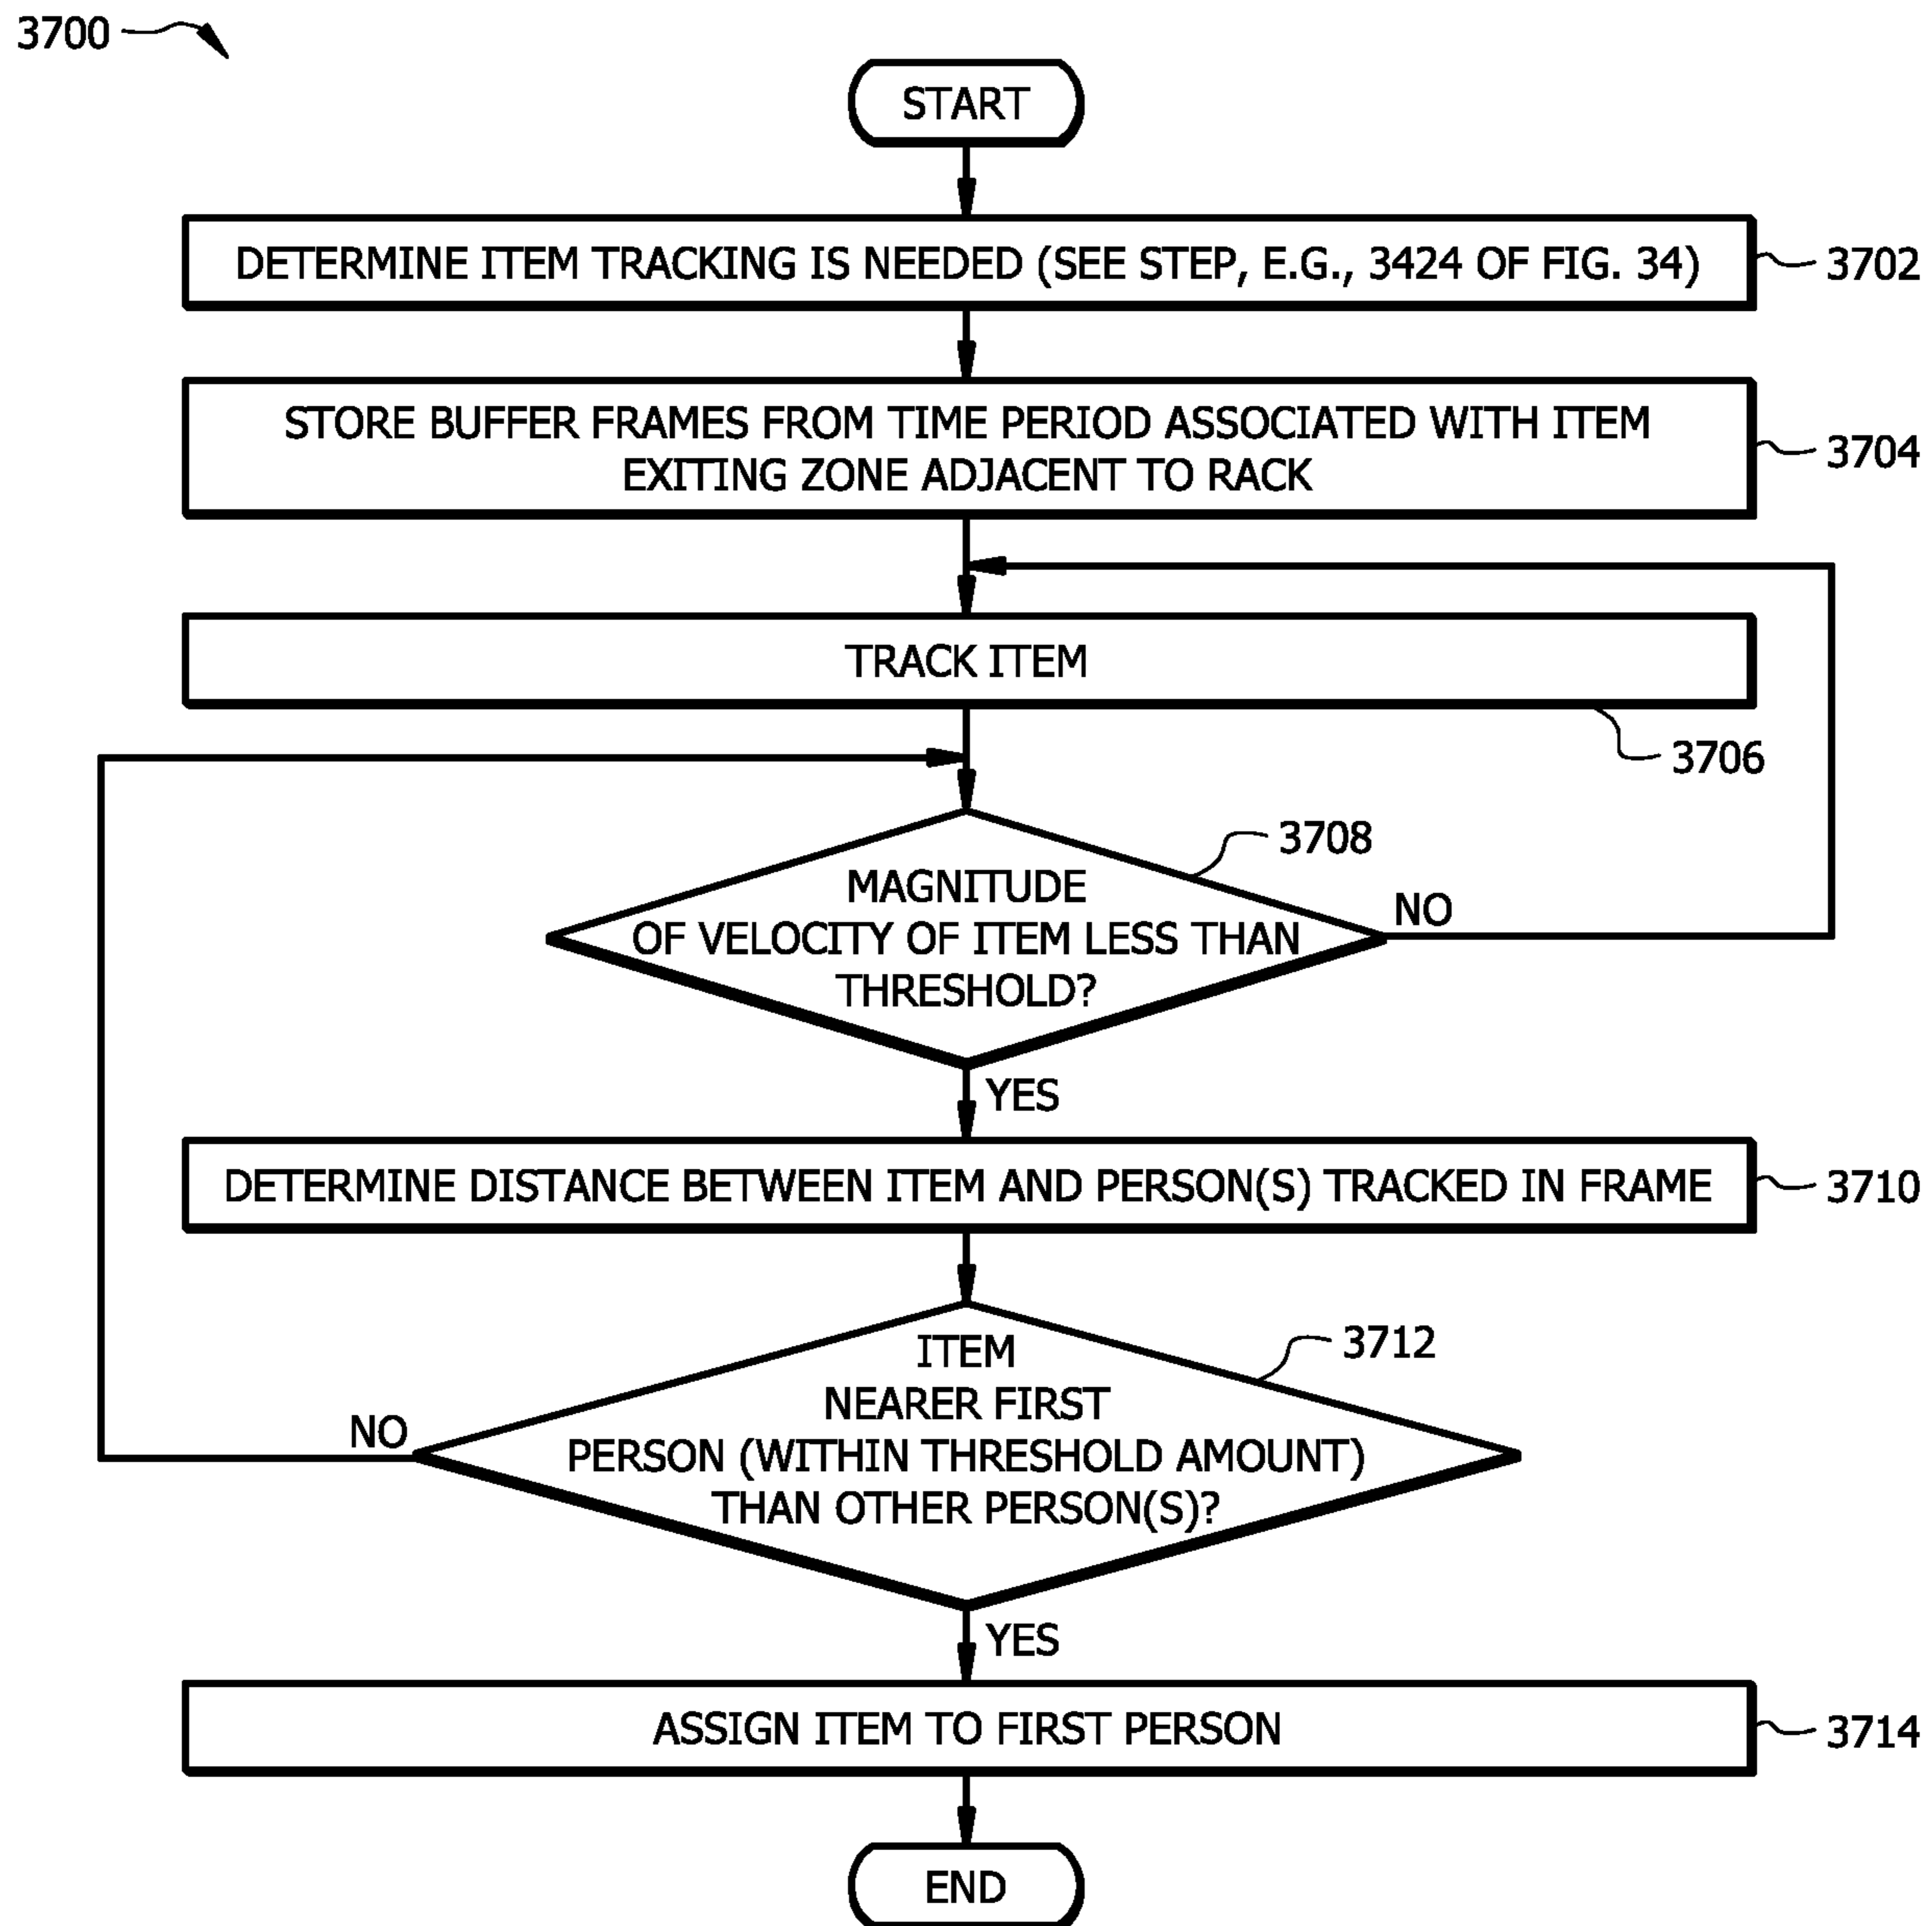 3700
START
DETERMINE ITEM TRACKING IS NEEDED (SEE STEP, E.G., 3424 OF FIG. 34)
3702
STORE BUFFER FRAMES FROM TIME PERIOD ASSOCIATED WITH ITEM
EXITING ZONE ADJACENT TO RACK
3704
TRACK ITEM
3706
3708
MAGNITUDE
OF VELOCITY OF ITEM LESS THAN
THRESHOLD?
NO
YES
DETERMINE DISTANCE BETWEEN ITEM AND PERSON(S) TRACKED IN FRAME
3710
3712
ITEM
NEARER FIRST
PERSON (WITHIN THRESHOLD AMOUNT)
THAN OTHER PERSON(S)?
NO
YES
ASSIGN ITEM TO FIRST PERSON
3714
END